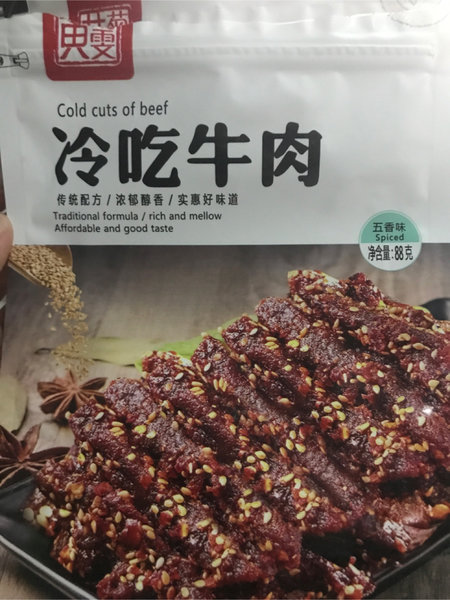 Cold cuts of beef
冷吃牛肉
传统配方 / 浓郁醇香 / 实惠好味道
Traditional formula / rich and mellow
Affordable and good taste
五香味
Spiced
净含量:88克